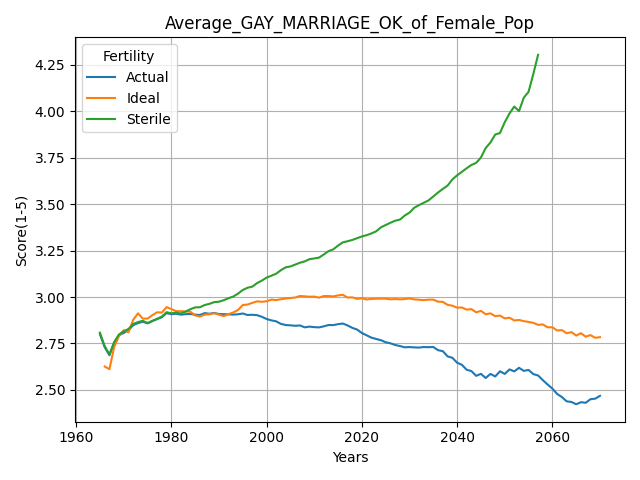 Average_GAY_MARRIAGE_OK_of_Female_Pop
Fertility
Actual
Ideal
Sterile
Score(1-5)
4.25
4.00
3.75
3.50
3.25
3.00
2.75
2.50
1960 1980 2000 2020 2040 2060
Years